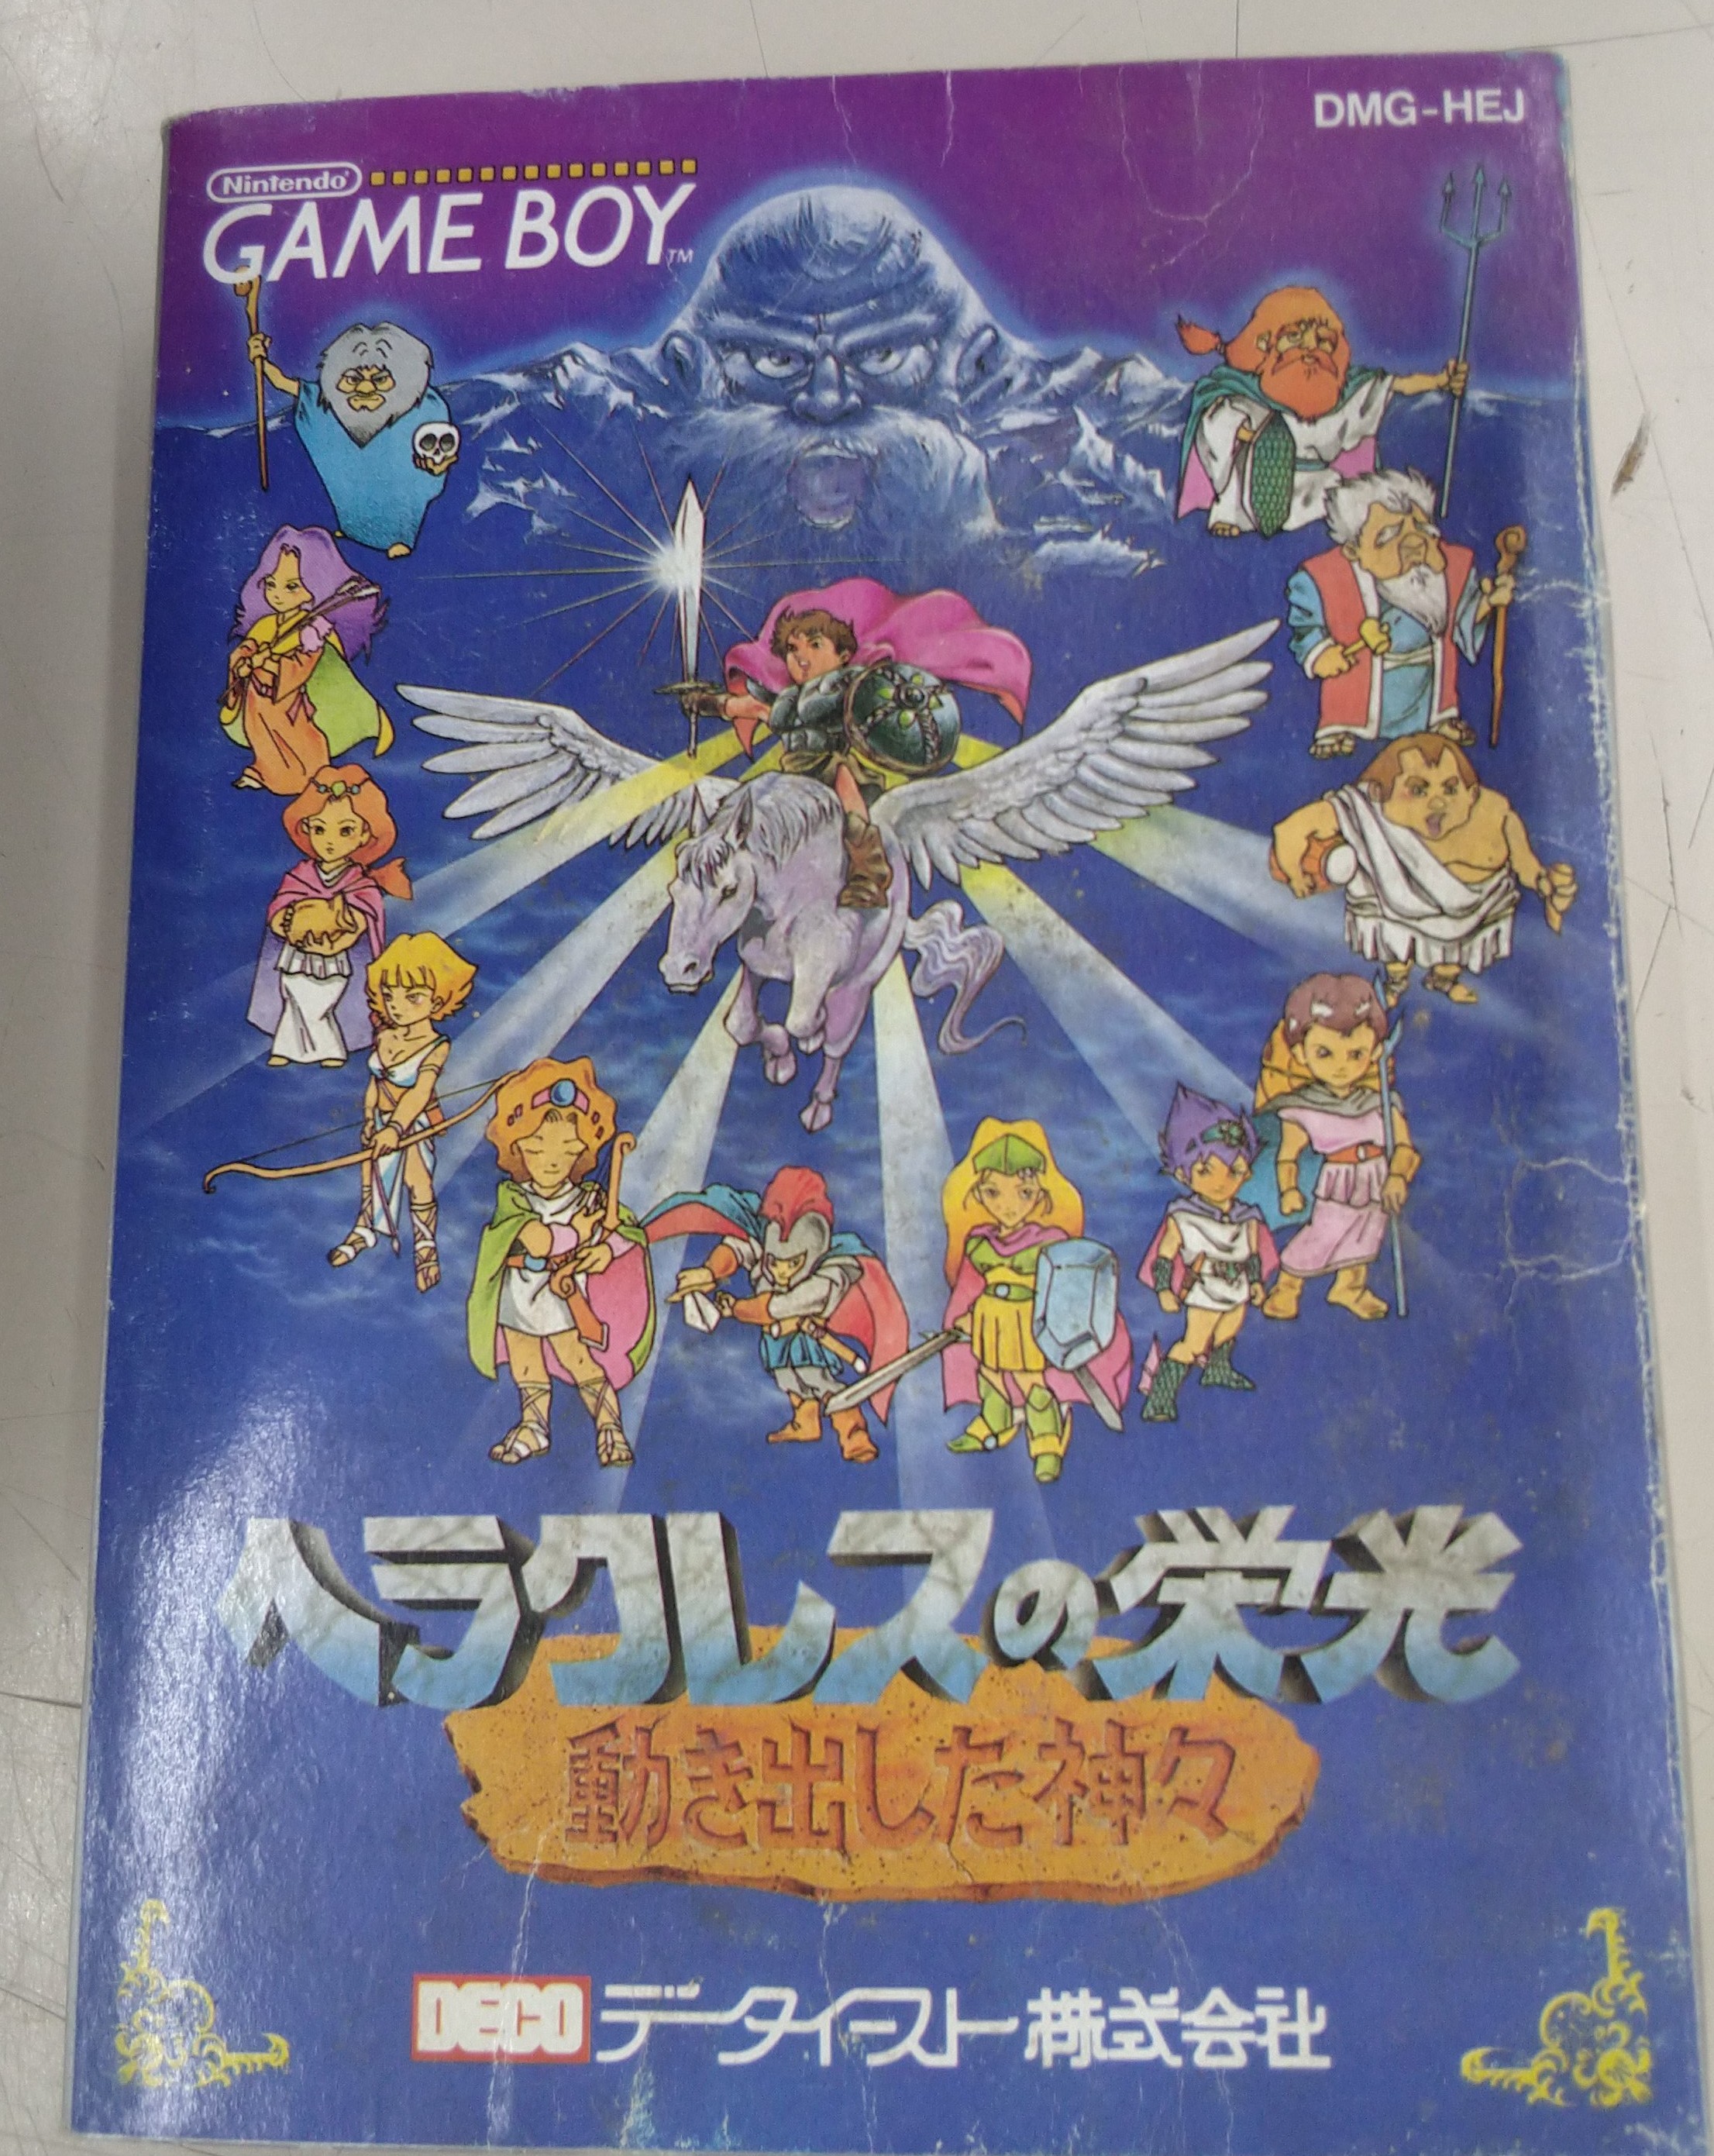 DMG-HEJ
Nintendo
GAME BOY™
ヘラクレスの栄光
動き出した神々
DECO データイースト株式会社